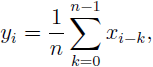 y_i = \frac{1}{n} \sum_{k=0}^{n-1} x_{i-k},